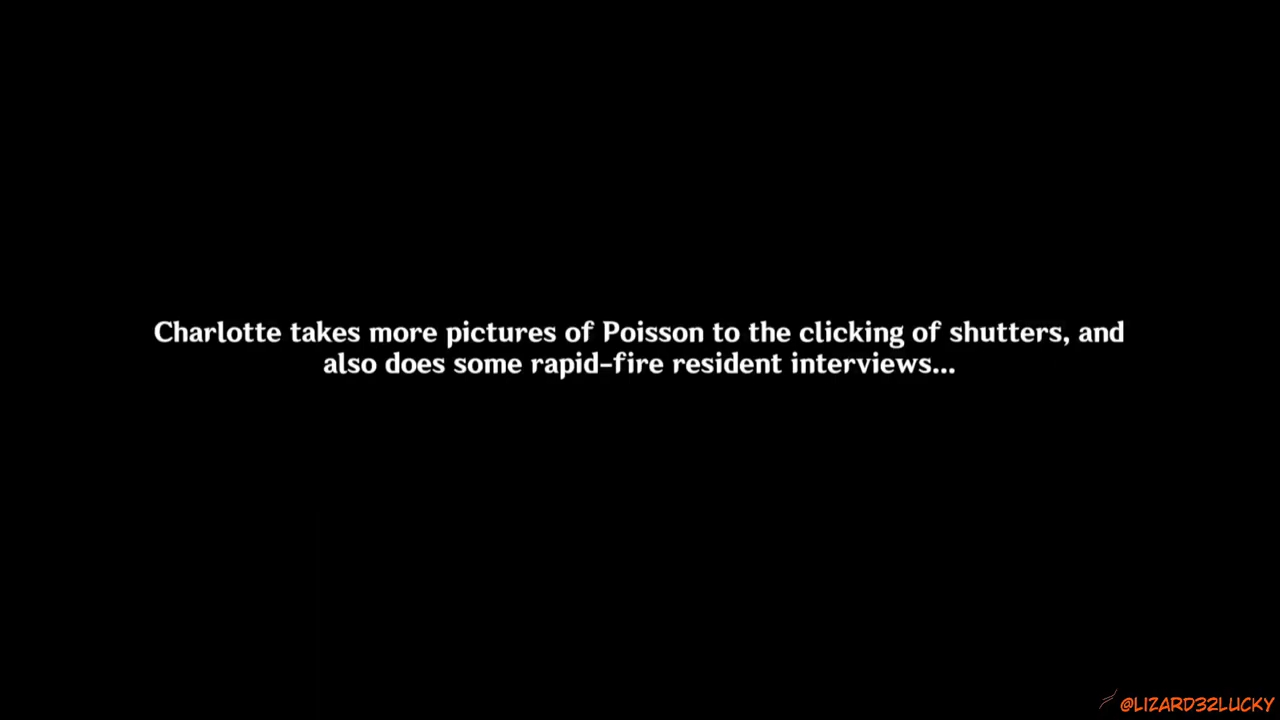 Charlotte takes more pictures of Poisson to the clicking of shutters, and
also does some rapid-fire resident interviews...
@LIZARD32LUCKY